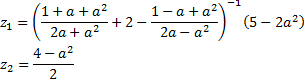 z₁ = ((1 + a + a²)/(2a + a²) + 2 − (1 − a + a²)/(2a − a²))⁻¹ (5 − 2a²)
z₂ = (4 − a²)/2